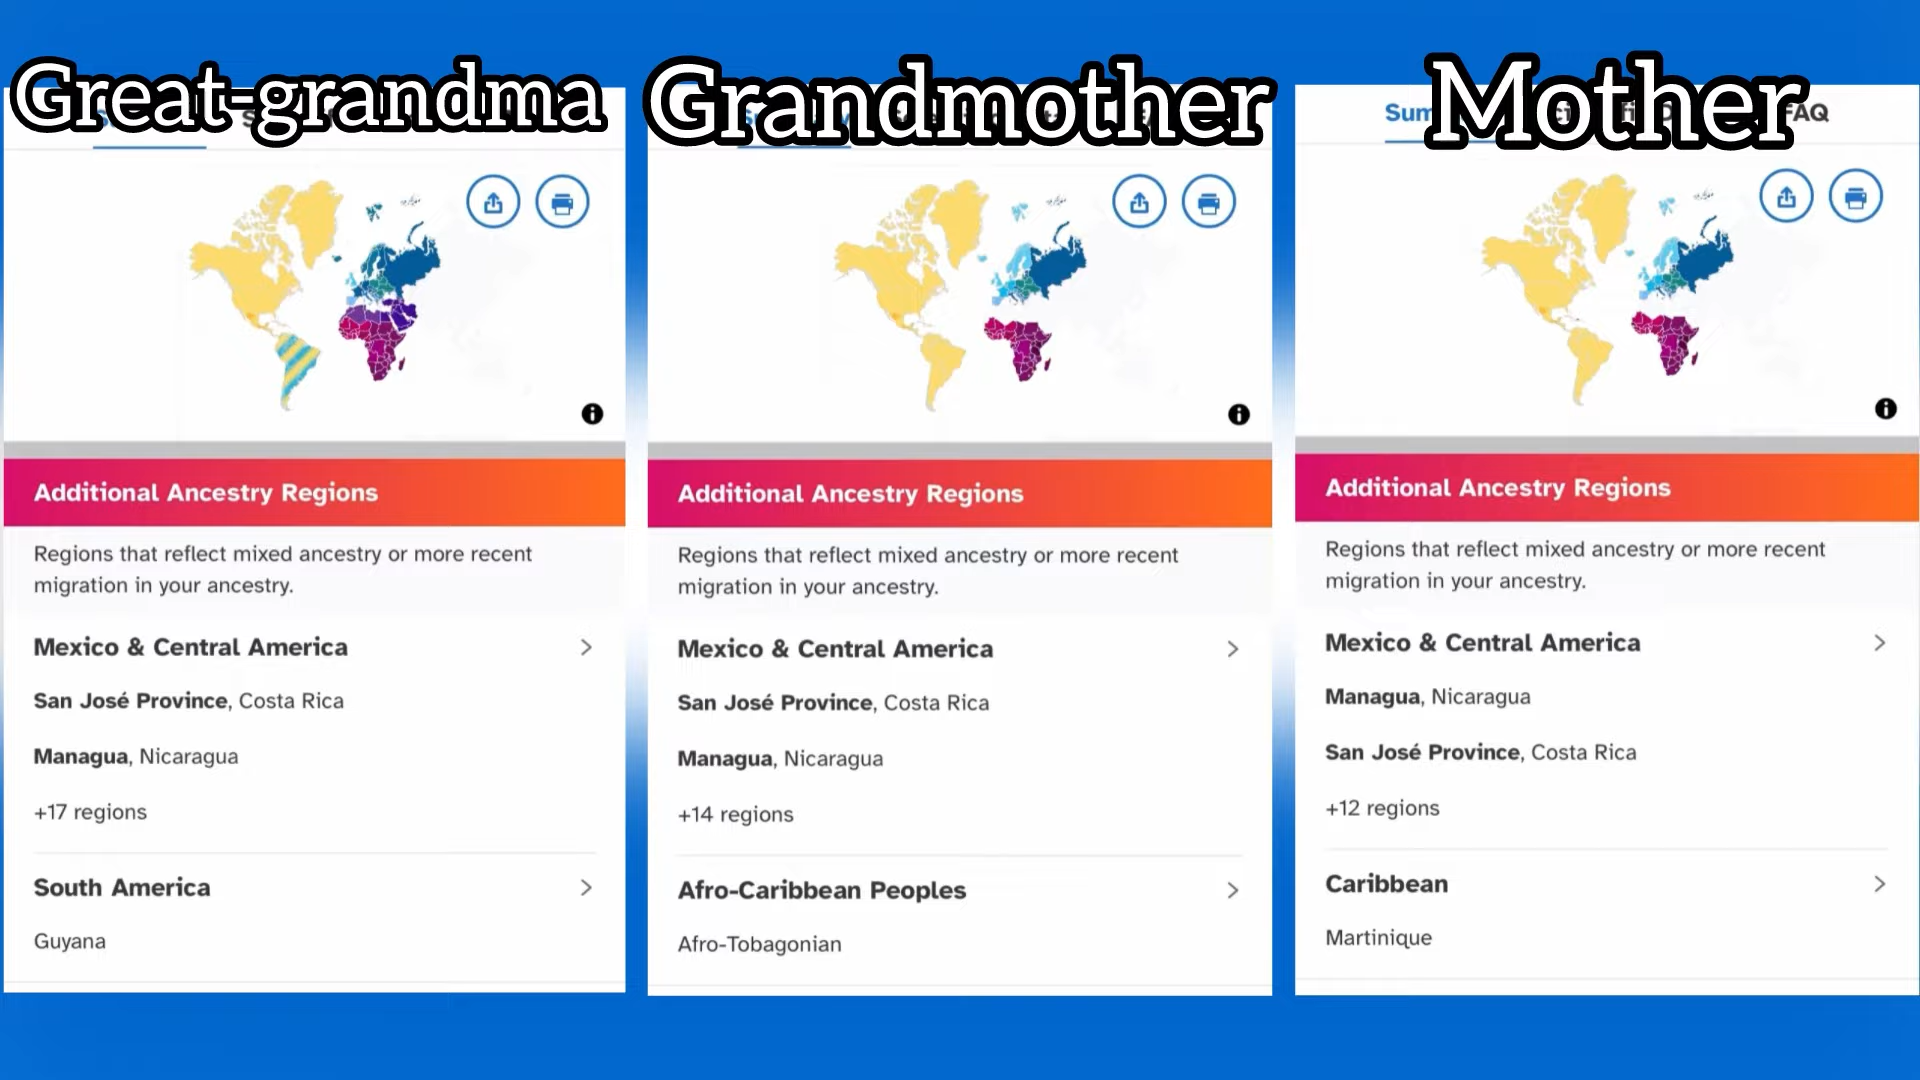 Great-grandma
Additional Ancestry Regions
Regions that reflect mixed ancestry or more recent
migration in your ancestry.
Mexico & Central America
San José Province, Costa Rica
Managua, Nicaragua
+17 regions
South America
Guyana
Grandmother
Additional Ancestry Regions
Regions that reflect mixed ancestry or more recent
migration in your ancestry.
Mexico & Central America
San José Province, Costa Rica
Managua, Nicaragua
+14 regions
Afro-Caribbean Peoples
Afro-Tobagonian
Mother
FAQ
Additional Ancestry Regions
Regions that reflect mixed ancestry or more recent
migration in your ancestry.
Mexico & Central America
Managua, Nicaragua
San José Province, Costa Rica
+12 regions
Caribbean
Martinique